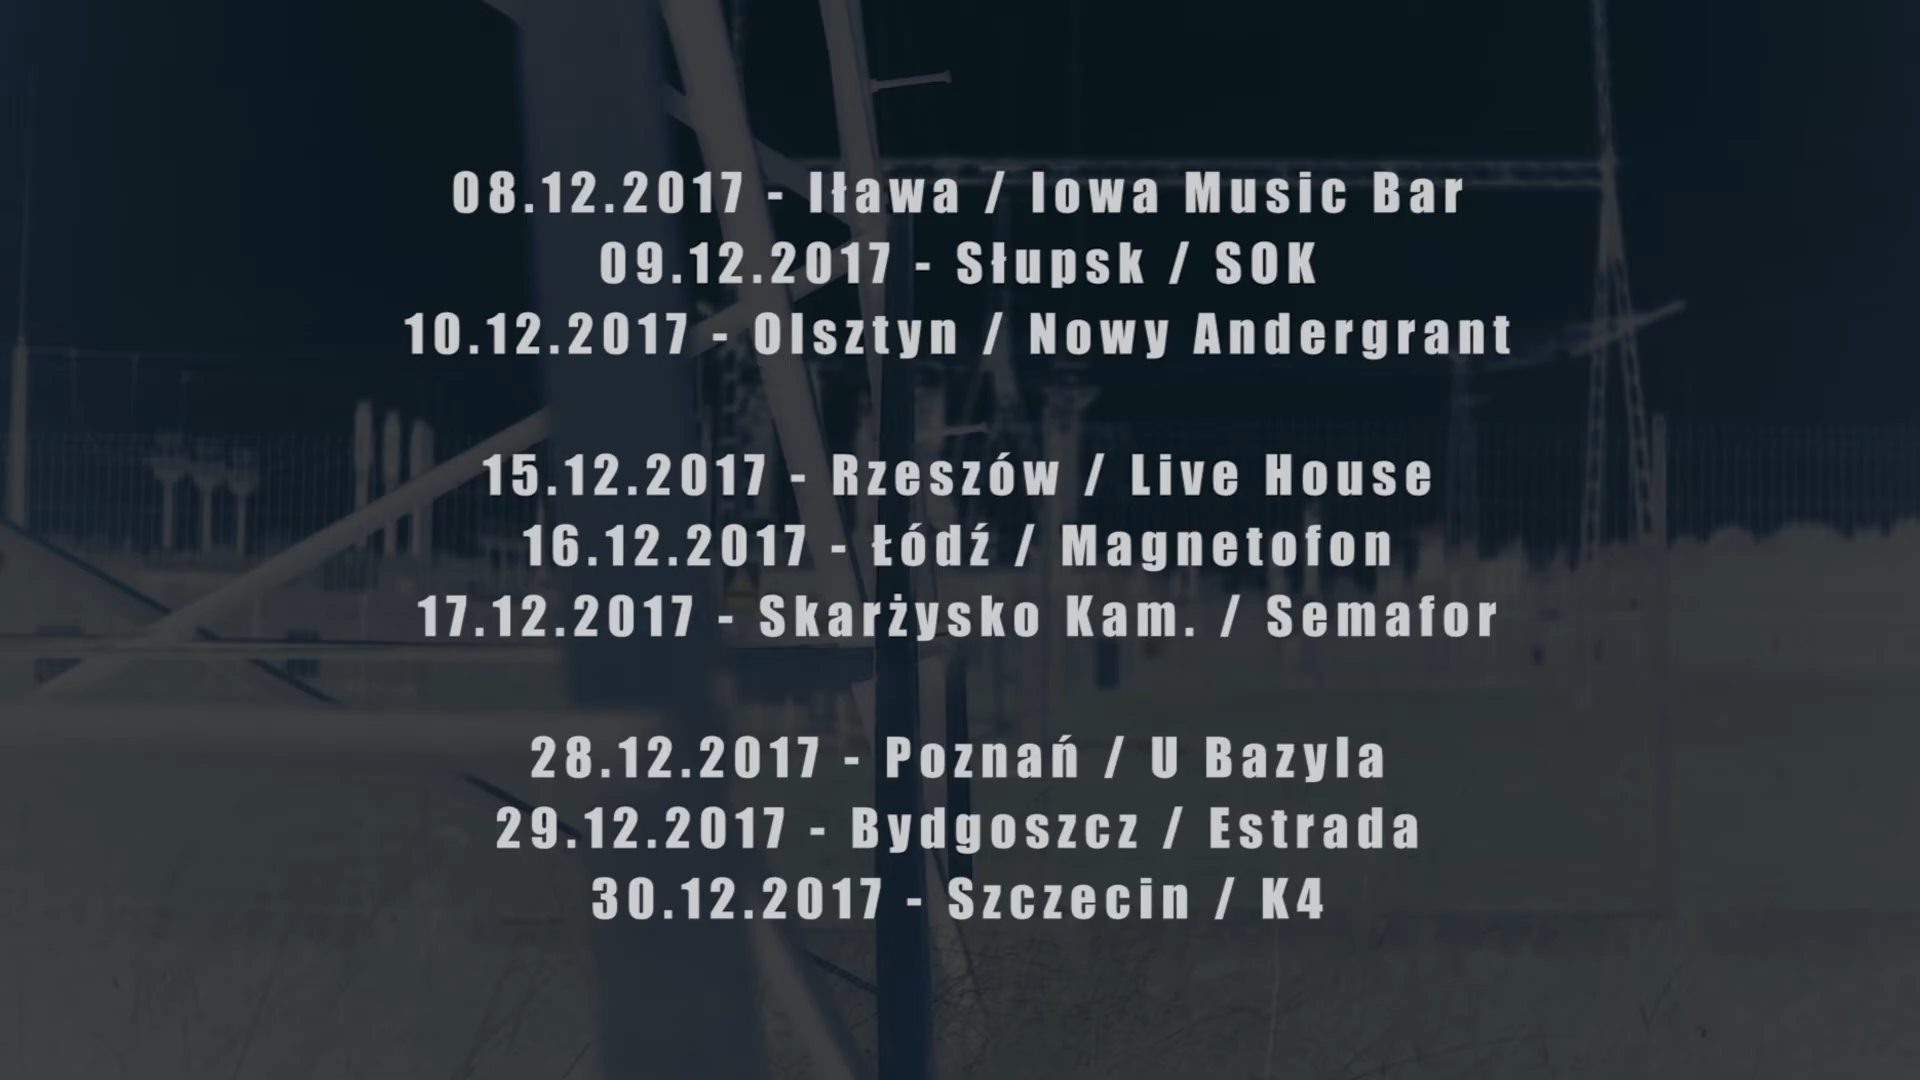 08.12.2017 - Iława / Iowa Music Bar
09.12.2017 - Słupsk / SOK
10.12.2017 - Olsztyn / Nowy Andergrant
15.12.2017 - Rzeszów / Live House
16.12.2017 - Łódź / Magnetofon
17.12.2017 - Skarżysko Kam. / Semafor
28.12.2017 - Poznań / U Bazyla
29.12.2017 - Bydgoszcz / Estrada
30.12.2017 - Szczecin / K4